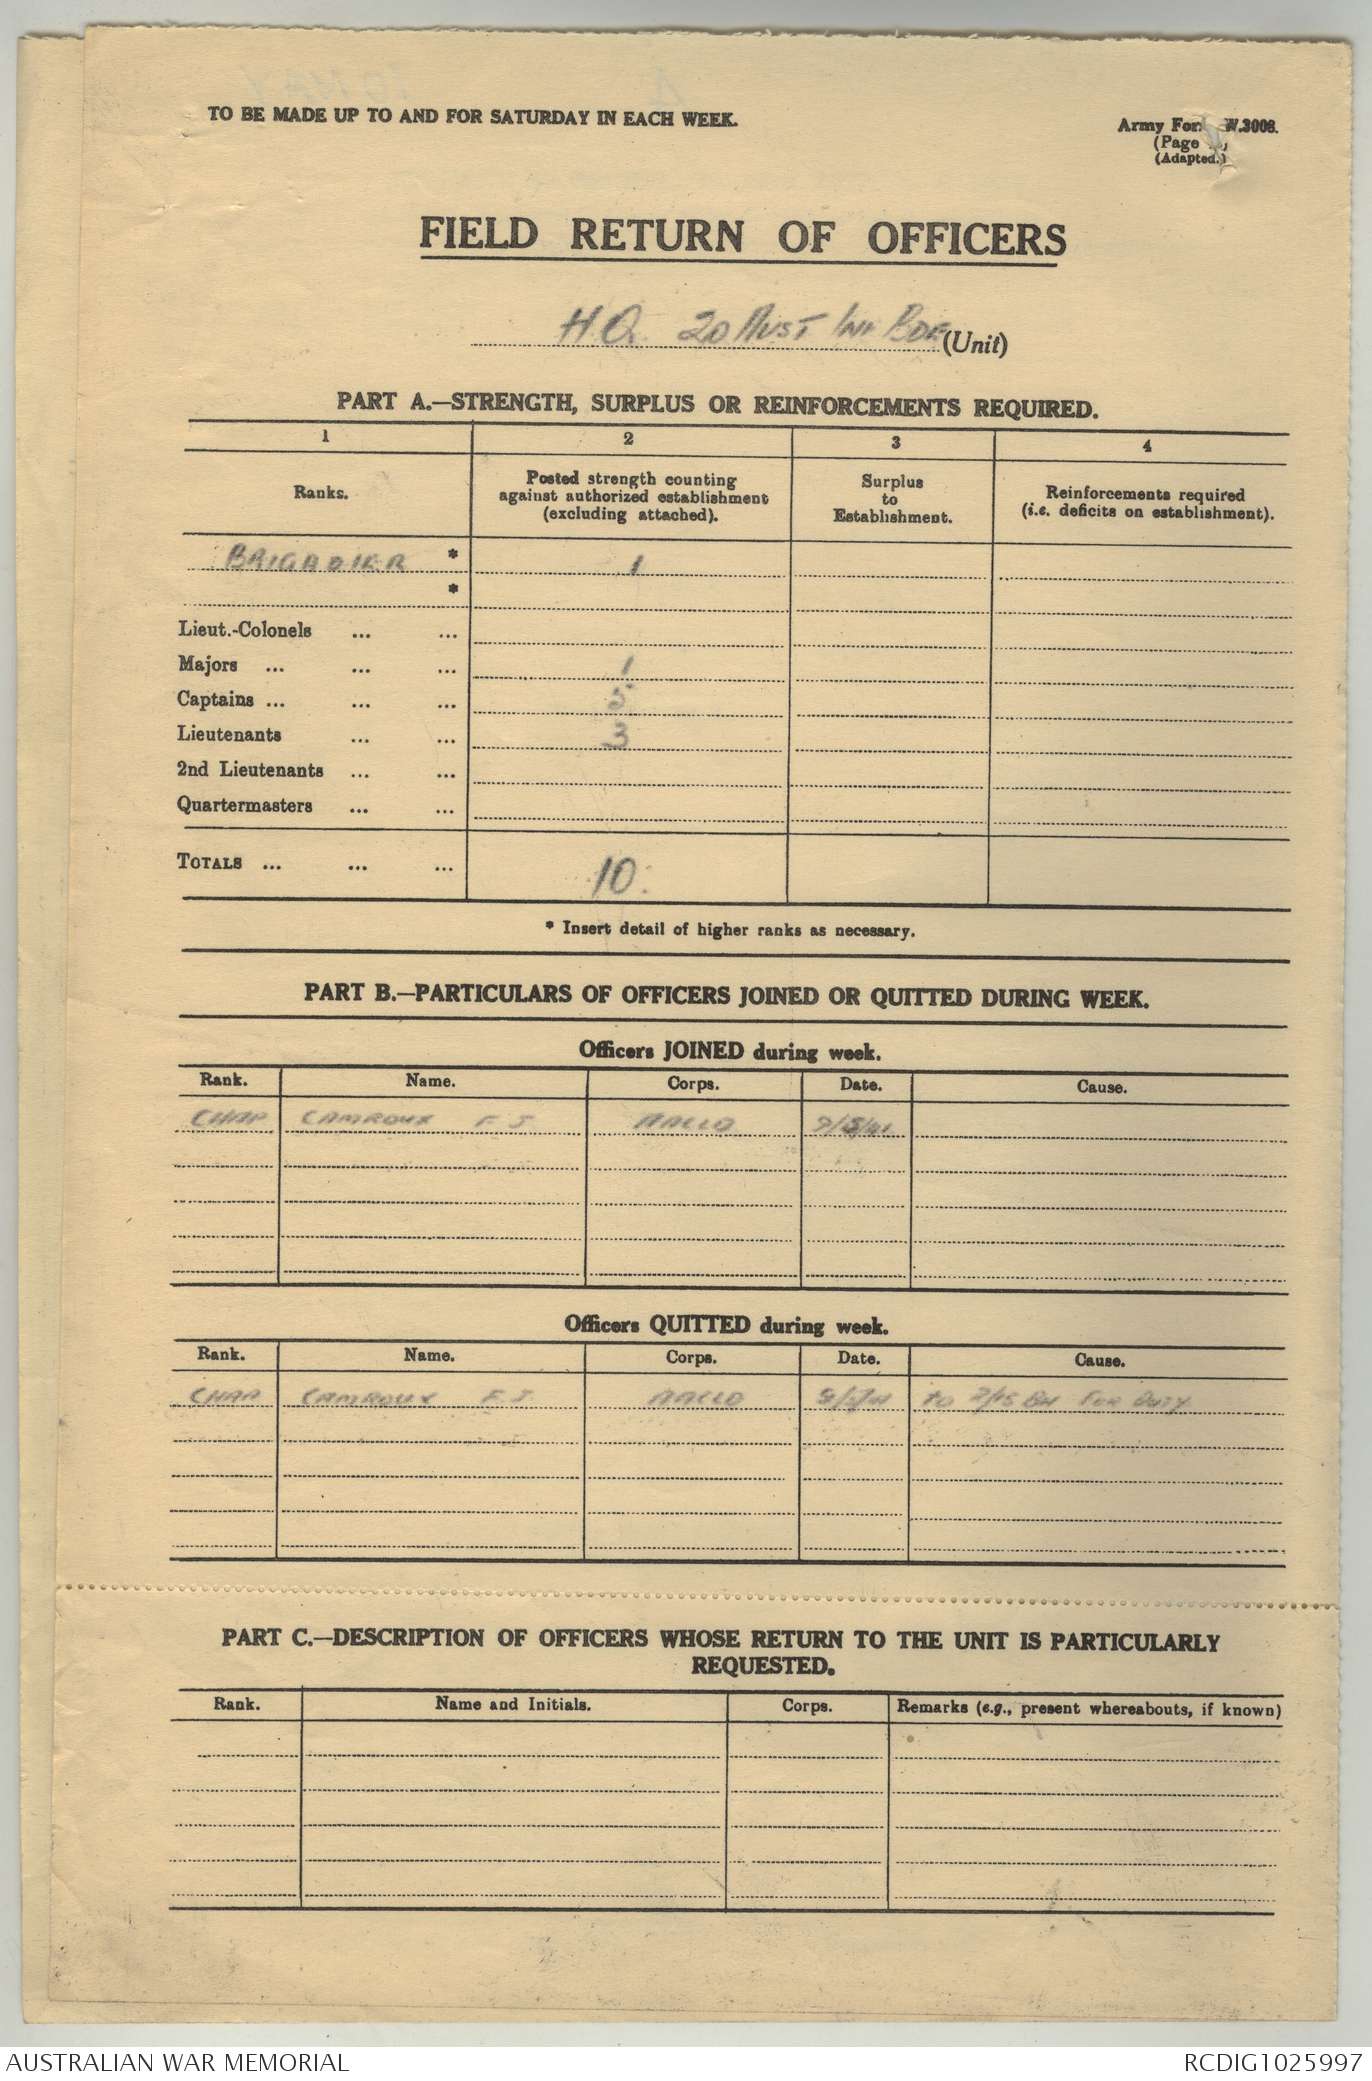 TO BE MADE UP TO AND FOR SATURDAY IN EACH WEEK.
Army For W.3008.
(Page
(Adapted.)
FIELD RETURN OF OFFICERS
H.Q. 20 AUST INF BDE (Unit)
PART A.—STRENGTH, SURPLUS OR REINFORCEMENTS REQUIRED.
1 2 3 4
Ranks. Posted strength counting against authorized establishment (excluding attached). Surplus to Establishment. Reinforcements required (i.e. deficits on establishment).
BRIGADIER * 1
*
Lieut.-Colonels ... ...
Majors ... ... ... 1
Captains ... ... ... 5
Lieutenants ... ... 3
2nd Lieutenants ... ...
Quartermasters ... ...
TOTALS ... ... ... 10.
* Insert detail of higher ranks as necessary.
PART B.—PARTICULARS OF OFFICERS JOINED OR QUITTED DURING WEEK.
Officers JOINED during week.
Rank. Name. Corps. Date. Cause.
CHAP CAMROUX F J 9/5/41
Officers QUITTED during week.
Rank. Name. Corps. Date. Cause.
CHAP CAMROUX F. J. TO 2/15 BN FOR DUTY
PART C.—DESCRIPTION OF OFFICERS WHOSE RETURN TO THE UNIT IS PARTICULARLY
REQUESTED.
Rank. Name and Initials. Corps. Remarks (e.g., present whereabouts, if known)
AUSTRALIAN WAR MEMORIAL
RCDIG1025997